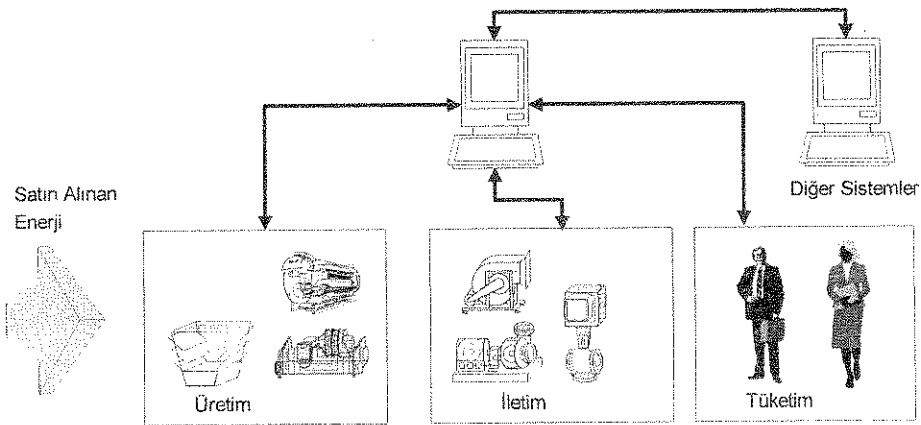 Diğer Sistemler
Satın Alınan
Enerji
Üretim
İletim
Tüketim